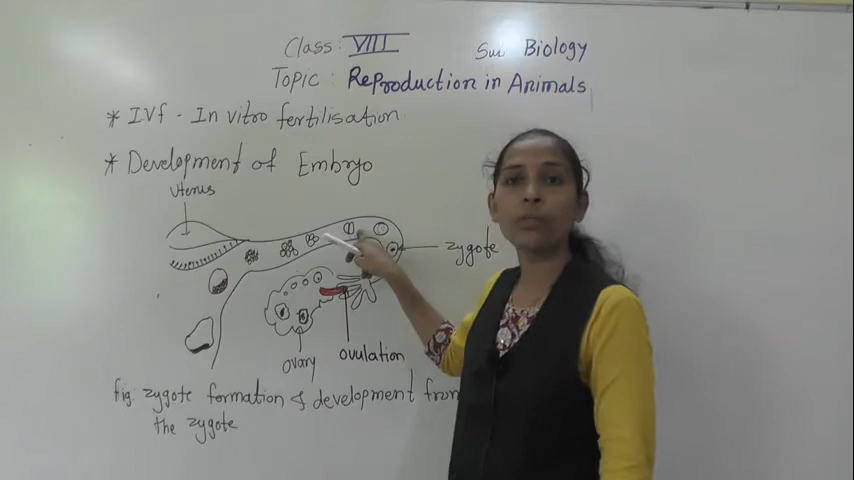 Class: VIII Sub Biology
Topic: Reproduction in Animals
* IVf - In vitro fertilisation
* Development of Embryo
Uterus
zygote
ovary
ovulation
fig: zygote formation & development from
the zygote